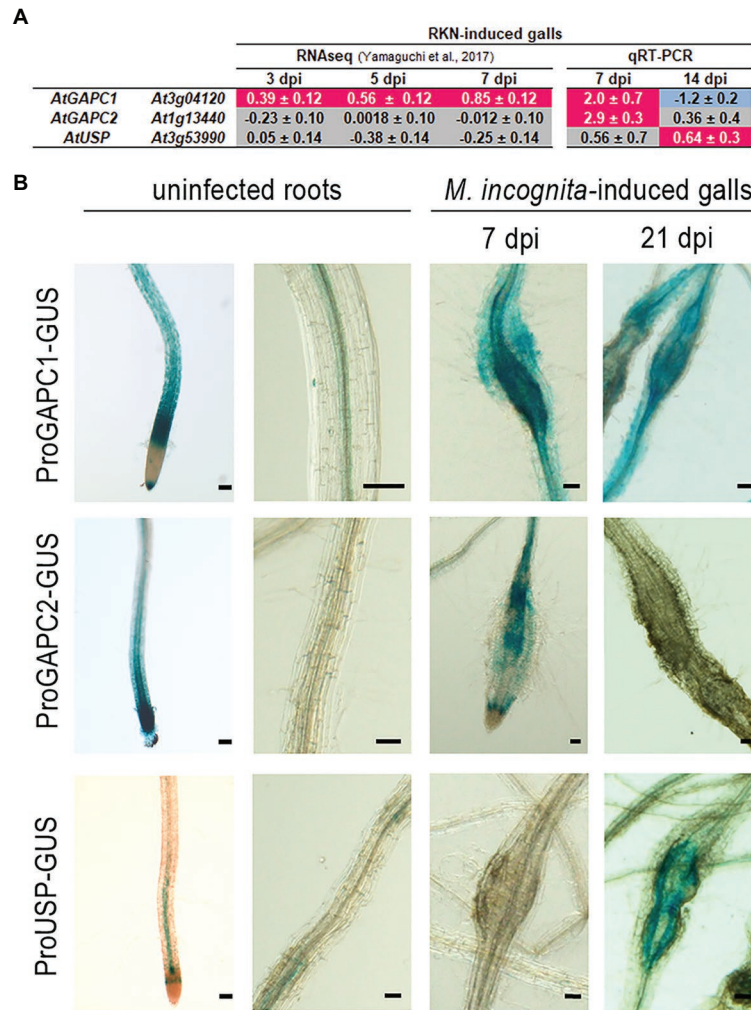 A
RKN-induced galls
RNAseq (Yamaguchi et al., 2017) qRT-PCR
3 dpi 5 dpi 7 dpi 7 dpi 14 dpi
AtGAPC1 At3g04120 0.39 ± 0.12 0.56 ± 0.12 0.85 ± 0.12 2.0 ± 0.7 -1.2 ± 0.2
AtGAPC2 At1g13440 -0.23 ± 0.10 0.0018 ± 0.10 -0.012 ± 0.10 2.9 ± 0.3 0.36 ± 0.4
AtUSP At3g53990 0.05 ± 0.14 -0.38 ± 0.14 -0.25 ± 0.14 0.56 ± 0.7 0.64 ± 0.3
B
uninfected roots M. incognita-induced galls
7 dpi 21 dpi
ProGAPC1-GUS
ProGAPC2-GUS
ProUSP-GUS